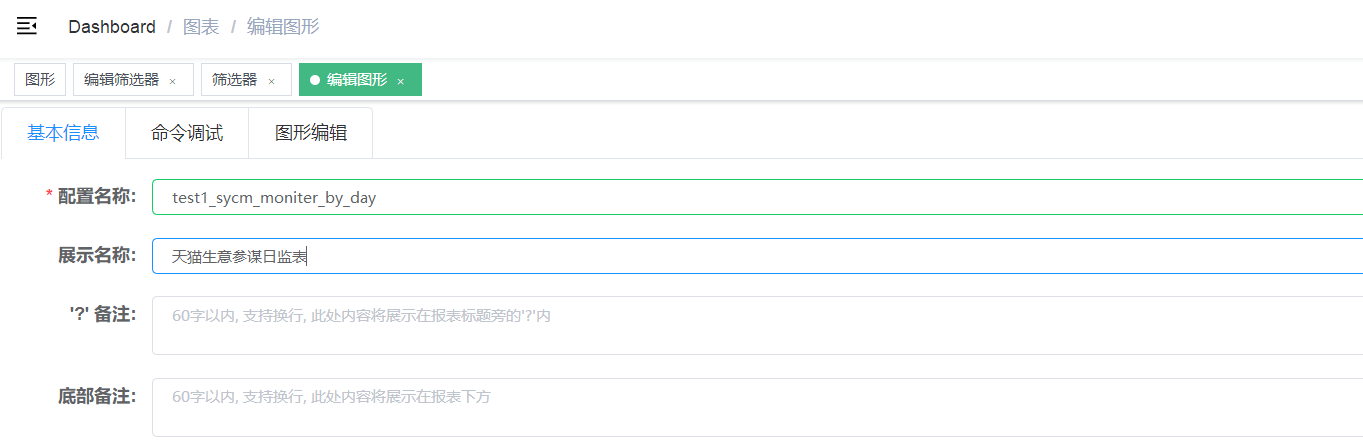 Dashboard / 图表 / 编辑图形
图形 编辑筛选器 × 筛选器 × 编辑图形 ×
基本信息 命令调试 图形编辑
* 配置名称: test1_sycm_moniter_by_day
展示名称: 天猫生意参谋日监表
'?' 备注: 60字以内, 支持换行, 此处内容将展示在报表标题旁的'?'内
底部备注: 60字以内, 支持换行, 此处内容将展示在报表下方